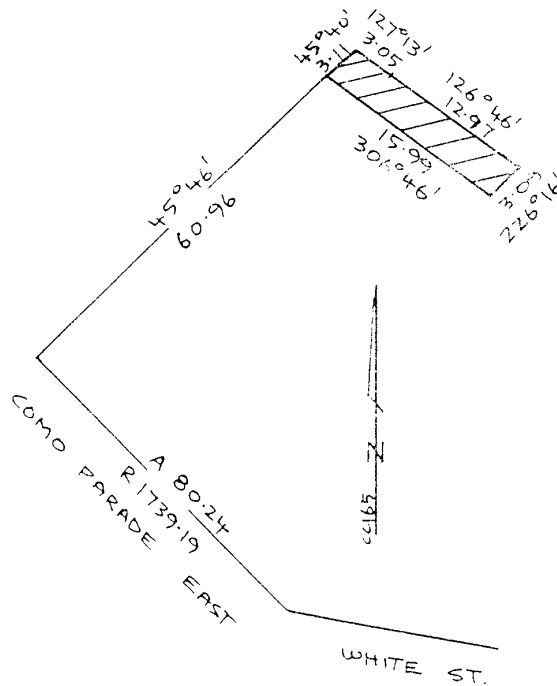 45°40'
3.11
127°13'
3.05
126°46'
12.97
15.99
306°46'
3.05
226°16'
45°46'
60.96
A 80.24
R 1739.19
COMO PARADE EAST
CC165
Z
WHITE ST.